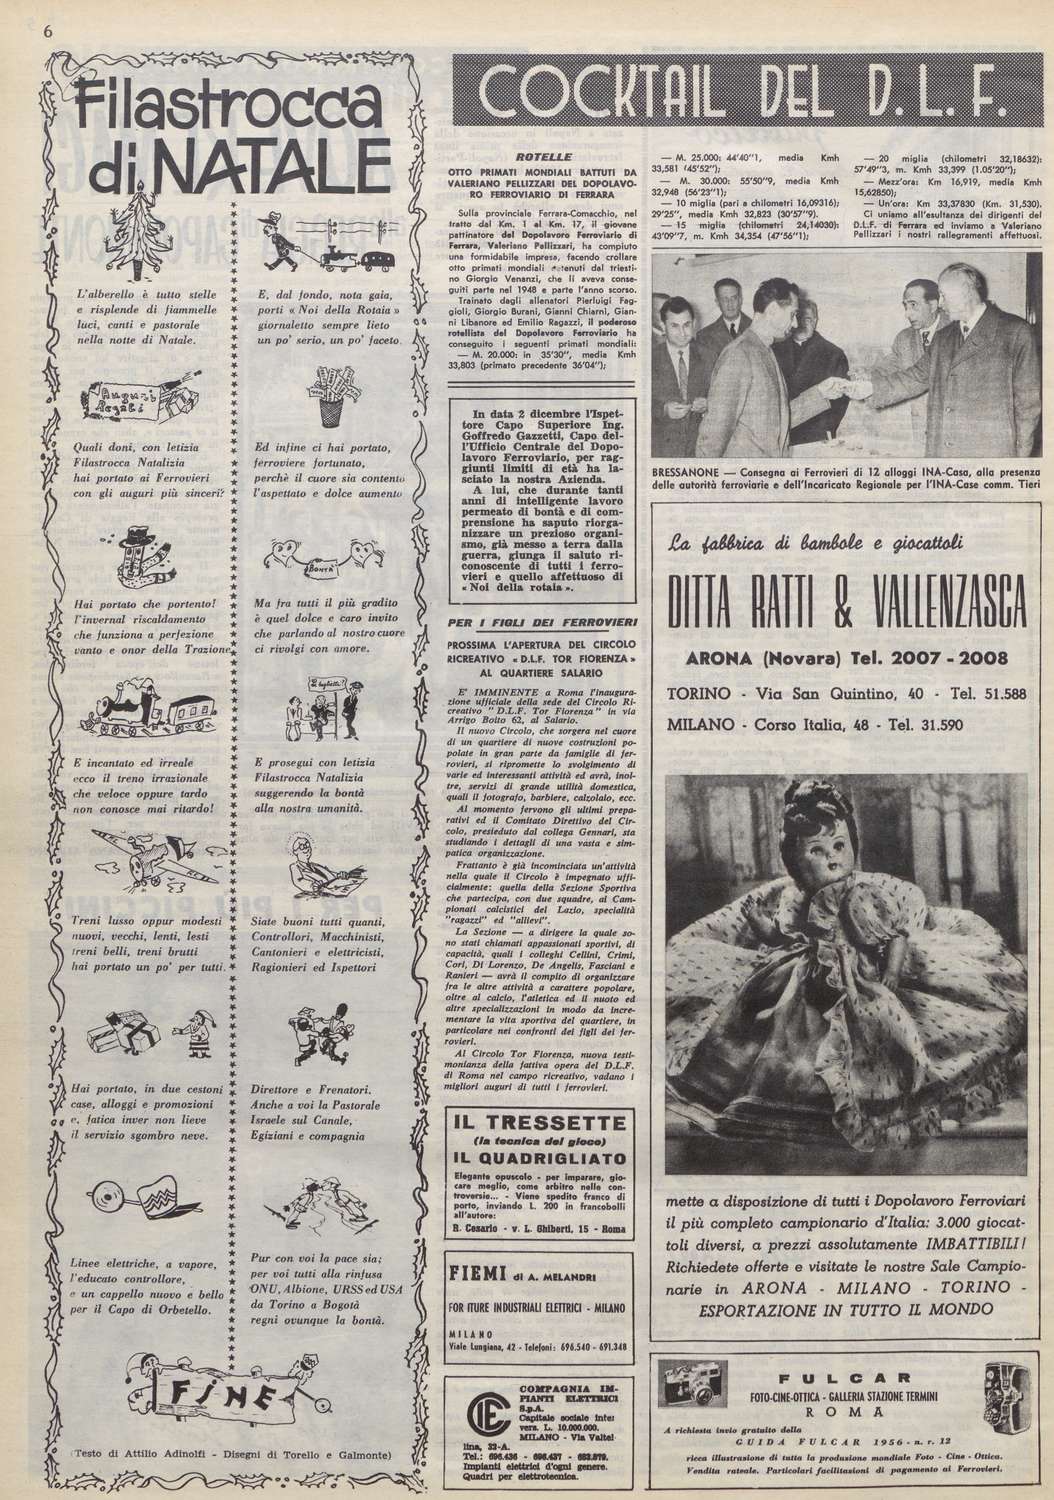 6
Filastrocca
di NATALE
L'alberello è tutto stelle
e risplende di fiammelle
luci, canti e pastorale
nella notte di Natale.
Auguri
Regali
Quali doni, con letizia
Filastrocca Natalizia
hai portato ai Ferrovieri
con gli auguri più sinceri?
Hai portato che portento!
l'invernal riscaldamento
che funziona a perfezione
vanto e onor della Trazione.
E incantato ed irreale
ecco il treno irrazionale
che veloce oppure tardo
non conosce mai ritardo!
Treni lusso oppur modesti
nuovi, vecchi, lenti, lesti
treni belli, treni brutti
hai portato un po' per tutti.
Hai portato, in due cestoni
case, alloggi e promozioni
e, fatica inver non lieve
il servizio sgombro neve.
Linee elettriche, a vapore,
l'educato controllore,
e un cappello nuovo e bello
per il Capo di Orbetello.
E, dal fondo, nota gaia,
porti « Noi della Rotaia »
giornaletto sempre lieto
un po' serio, un po' faceto.
Ed infine ci hai portato,
ferroviere fortunato,
perchè il cuore sia contento
l'aspettato e dolce aumento
BONTÀ
Ma fra tutti il più gradito
è quel dolce e caro invito
che parlando al nostro cuore
ci rivolgi con amore.
I biglietti!
E prosegui con letizia
Filastrocca Natalizia
suggerendo la bontà
alla nostra umanità.
Siate buoni tutti quanti,
Controllori, Macchinisti,
Cantonieri e elettricisti,
Ragionieri ed Ispettori
Direttore e Frenatori.
Anche a voi la Pastorale
Israele sul Canale,
Egiziani e compagnia
Pur con voi la pace sia;
per voi tutti alla rinfusa
ONU, Albione, URSS ed USA
da Torino a Bogotà
regni ovunque la bontà.
FINE
(Testo di Attilio Adinolfi - Disegni di Torello e Galmonte)
COCKTAIL DEL D. L. F.
ROTELLE
OTTO PRIMATI MONDIALI BATTUTI DA
VALERIANO PELLIZZARI DEL DOPOLAVO-
RO FERROVIARIO DI FERRARA
Sulla provinciale Ferrara-Comacchio, nel
tratto dal Km. 1 al Km. 17, il giovane
pattinatore del Dopolavoro Ferroviario di
Ferrara, Valeriano Pellizzari, ha compiuto
una formidabile impresa, facendo crollare
otto primati mondiali detenuti dal triesti-
no Giorgio Venanzi, che li aveva conse-
guiti parte nel 1948 e parte l'anno scorso.
Trainato dagli allenatori Pierluigi Fag-
gioli, Giorgio Burani, Gianni Chiarni, Gian-
ni Libanore ed Emilio Ragazzi, il poderoso
rotellista del Dopolavoro Ferroviario ha
conseguito i seguenti primati mondiali:
— M. 20.000: in 35'30", media Kmh
33,803 (primato precedente 36'04");
— M. 25.000: 44'40"1, media Kmh
33,581 (45'52");
— M. 30.000: 55'50"9, media Kmh
32,948 (56'23"1);
— 10 miglia (pari a chilometri 16,09316):
29'25", media Kmh 32,823 (30'57"9).
— 15 miglia (chilometri 24,14030):
43'09"7, m. Kmh 34,354 (47'56"1);
— 20 miglia (chilometri 32,18632):
57'49"3, m. Kmh 33,399 (1.05'20");
— Mezz'ora: Km 16,919, media Kmh
15,62850);
— Un'ora: Km 33,37830 (Km. 31,530).
Ci uniamo all'esultanza dei dirigenti del
D.L.F. di Ferrara ed inviamo a Valeriano
Pellizzari i nostri rallegramenti affettuosi.
BRESSANONE — Consegna ai Ferrovieri di 12 alloggi INA-Casa, alla presenza
delle autorità ferroviarie e dell'Incaricato Regionale per l'INA-Case comm. Tieri
In data 2 dicembre l'Ispet-
tore Capo Superiore Ing.
Goffredo Gazzetti, Capo del-
l'Ufficio Centrale del Dopo-
lavoro Ferroviario, per rag-
giunti limiti di età ha la-
sciato la nostra Azienda.
A lui, che durante tanti
anni di intelligente lavoro
permeato di bontà e di com-
prensione ha saputo riorga-
nizzare un prezioso organi-
smo, già messo a terra dalla
guerra, giunga il saluto ri-
conoscente di tutti i ferro-
vieri e quello affettuoso di
« Noi della rotaia ».
PER I FIGLI DEI FERROVIERI
PROSSIMA L'APERTURA DEL CIRCOLO
RICREATIVO « D.L.F. TOR FIORENZA »
AL QUARTIERE SALARIO
E' IMMINENTE a Roma l'inaugura-
zione ufficiale della sede del Circolo Ri-
creativo "D.L.F. Tor Fiorenza" in via
Arrigo Boito 62, al Salario.
Il nuovo Circolo, che sorgerà nel cuore
di un quartiere di nuove costruzioni po-
polate in gran parte da famiglie di fer-
rovieri, si ripromette lo svolgimento di
varie ed interessanti attività ed avrà, inol-
tre, servizi di grande utilità domestica,
quali il fotografo, barbiere, calzolaio, ecc.
Al momento fervono gli ultimi prepa-
rativi ed il Comitato Direttivo del Cir-
colo, presieduto dal collega Gennari, sta
studiando i dettagli di una vasta e sim-
patica organizzazione.
Frattanto è già incominciata un'attività
nella quale il Circolo è impegnato uffi-
cialmente: quella della Sezione Sportiva
che partecipa, con due squadre, ai Cam-
pionati calcistici del Lazio, specialità
"ragazzi" ed "allievi".
La Sezione — a dirigere la quale so-
no stati chiamati appassionati sportivi, di
capacità, quali i colleghi Cellini, Crimi,
Cori, Di Lorenzo, De Angelis, Fasciani e
Ranieri — avrà il compito di organizzare
fra le altre attività a carattere popolare,
oltre al calcio, l'atletica ed il nuoto ed
altre specializzazioni in modo da incre-
mentare la vita sportiva del quartiere, in
particolare nei confronti dei figli dei fer-
rovieri.
Al Circolo Tor Fiorenza, nuova testi-
monianza della fattiva opera del D.L.F.
di Roma nel campo ricreativo, vadano i
migliori auguri di tutti i ferrovieri.
IL TRESSETTE
(la tecnica del gioco)
IL QUADRIGLIATO
Elegante opuscolo - per imparare, gio-
care meglio, come arbitro nelle con-
troversie... - Viene spedito franco di
porto, inviando L. 200 in francobolli
all'autore:
R. Cesario - v. L. Ghiberti, 15 - Roma
FIEMI di A. MELANDRI
FOR ITURE INDUSTRIALI ELETTRICI - MILANO
MILANO
Viale Lunigiana, 42 - Telefoni: 696.540 - 691.348
CIE
COMPAGNIA IM-
PIANTI ELETTRICI
S.p.A.
Capitale sociale inter.
vers. L. 10.000.000.
MILANO - Via Valtel
lina, 33-A.
Tel.: 696.436 - 696.437 - 663.879.
Impianti elettrici d'ogni genere.
Quadri per elettrotecnica.
La fabbrica di bambole e giocattoli
DITTA RATTI & VALLENZASCA
ARONA (Novara) Tel. 2007 - 2008
TORINO - Via San Quintino, 40 - Tel. 51.588
MILANO - Corso Italia, 48 - Tel. 31.590
mette a disposizione di tutti i Dopolavoro Ferroviari
il più completo campionario d'Italia: 3.000 giocat-
toli diversi, a prezzi assolutamente IMBATTIBILI!
Richiedete offerte e visitate le nostre Sale Campio-
narie in ARONA - MILANO - TORINO -
ESPORTAZIONE IN TUTTO IL MONDO
FULCAR
FOTO-CINE-OTTICA - GALLERIA STAZIONE TERMINI
ROMA
A richiesta invio gratuito della
GUIDA FULCAR 1956 - n. r. 12
ricca illustrazione di tutta la produzione mondiale Foto - Cine - Ottica.
Vendita rateale. Particolari facilitazioni di pagamento ai Ferrovieri.